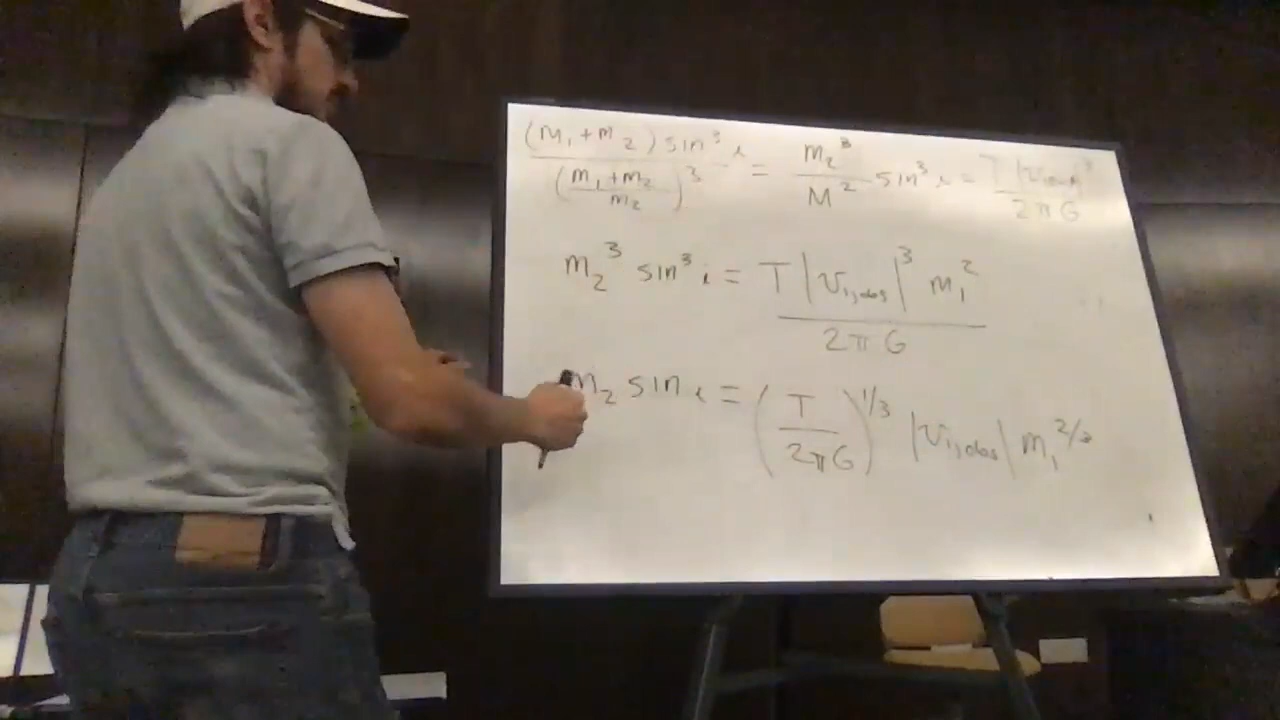 (m₁+m₂) sin³ i / ((m₁+m₂)/m₂)³ = m₂³/M² sin³ i = T |v₁,obs|³ / 2πG
m₂³ sin³ i = T |v₁,obs|³ m₁² / 2πG
m₂ sin i = (T / 2πG)^1/3 |v₁,obs| m₁^2/3